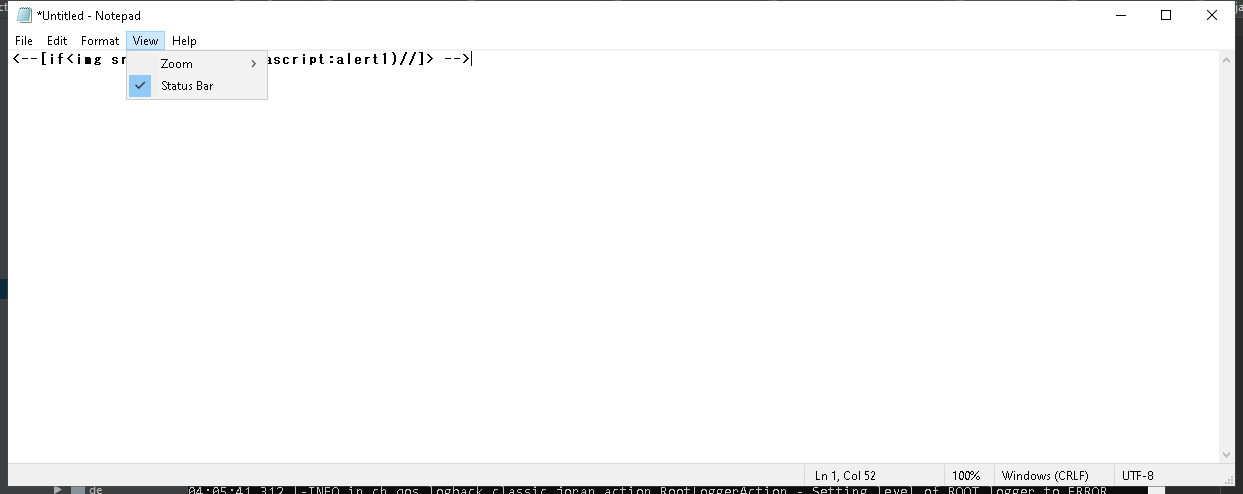 *Untitled - Notepad
File Edit Format View Help
<--[if<img sr ascript:alert1)//]> -->
Zoom
Status Bar
Ln 1, Col 52 100% Windows (CRLF) UTF-8
de 04:05:41,312 |-INFO in ch.qos.logback.classic.joran.action.RootLoggerAction - Setting level of ROOT logger to ERROR